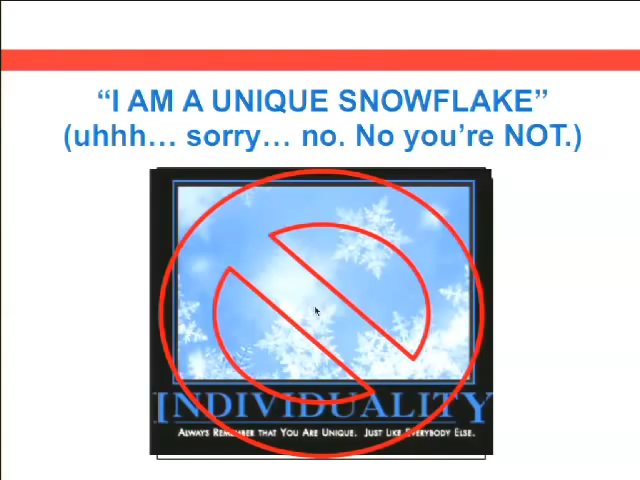 “I AM A UNIQUE SNOWFLAKE”
(uhhh… sorry… no. No you’re NOT.)
INDIVIDUALITY
ALWAYS REMEMBER THAT YOU ARE UNIQUE. JUST LIKE EVERYBODY ELSE.